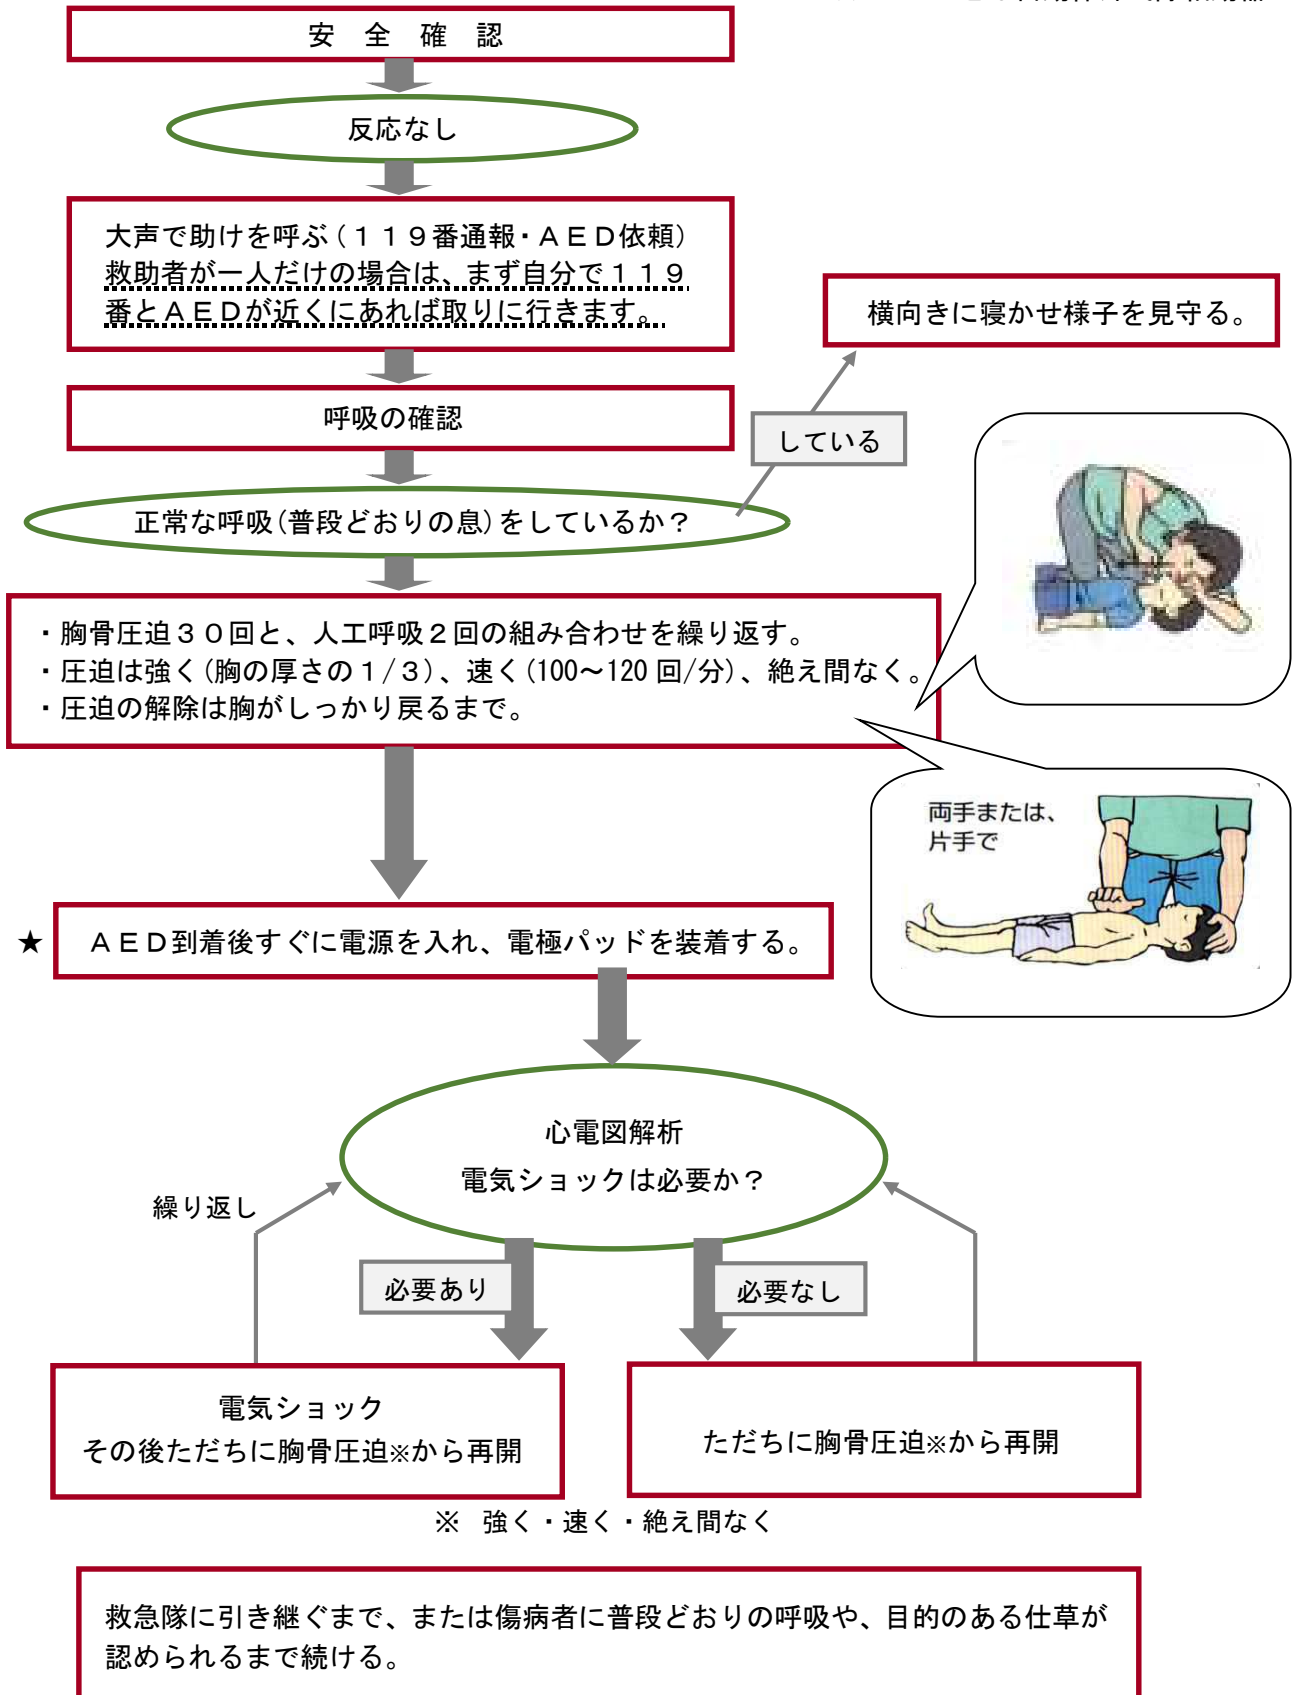 安　全　確　認
反応なし
大声で助けを呼ぶ（１１９番通報・ＡＥＤ依頼）
救助者が一人だけの場合は、まず自分で１１９
番とＡＥＤが近くにあれば取りに行きます。
横向きに寝かせ様子を見守る。
呼吸の確認
している
正常な呼吸（普段どおりの息）をしているか？
・胸骨圧迫３０回と、人工呼吸２回の組み合わせを繰り返す。
・圧迫は強く（胸の厚さの１/３）、速く（100～120 回/分）、絶え間なく。
・圧迫の解除は胸がしっかり戻るまで。
両手または、
片手で
★　ＡＥＤ到着後すぐに電源を入れ、電極パッドを装着する。
心電図解析
電気ショックは必要か？
繰り返し
必要あり
必要なし
電気ショック
その後ただちに胸骨圧迫※から再開
ただちに胸骨圧迫※から再開
※　強く・速く・絶え間なく
救急隊に引き継ぐまで、または傷病者に普段どおりの呼吸や、目的のある仕草が
認められるまで続ける。